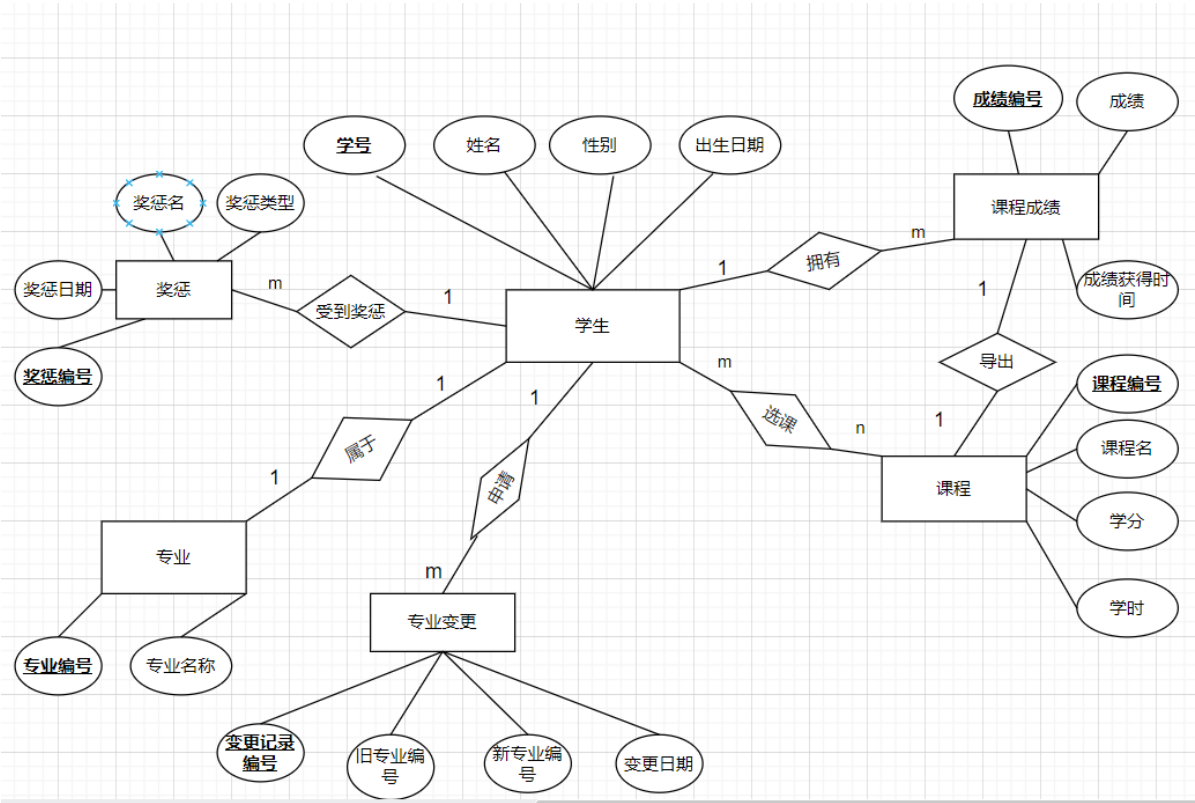 成绩编号
成绩
学号
姓名
性别
出生日期
奖惩名
奖惩类型
课程成绩
拥有
m
1
奖惩日期
奖惩
m
受到奖惩
1
学生
1
成绩获得时
间
导出
奖惩编号
1
1
m
选课
n
1
课程编号
课程名
属于
1
申请
课程
学分
专业
m
学时
专业变更
专业编号
专业名称
变更记录
编号
旧专业编
号
新专业编
号
变更日期